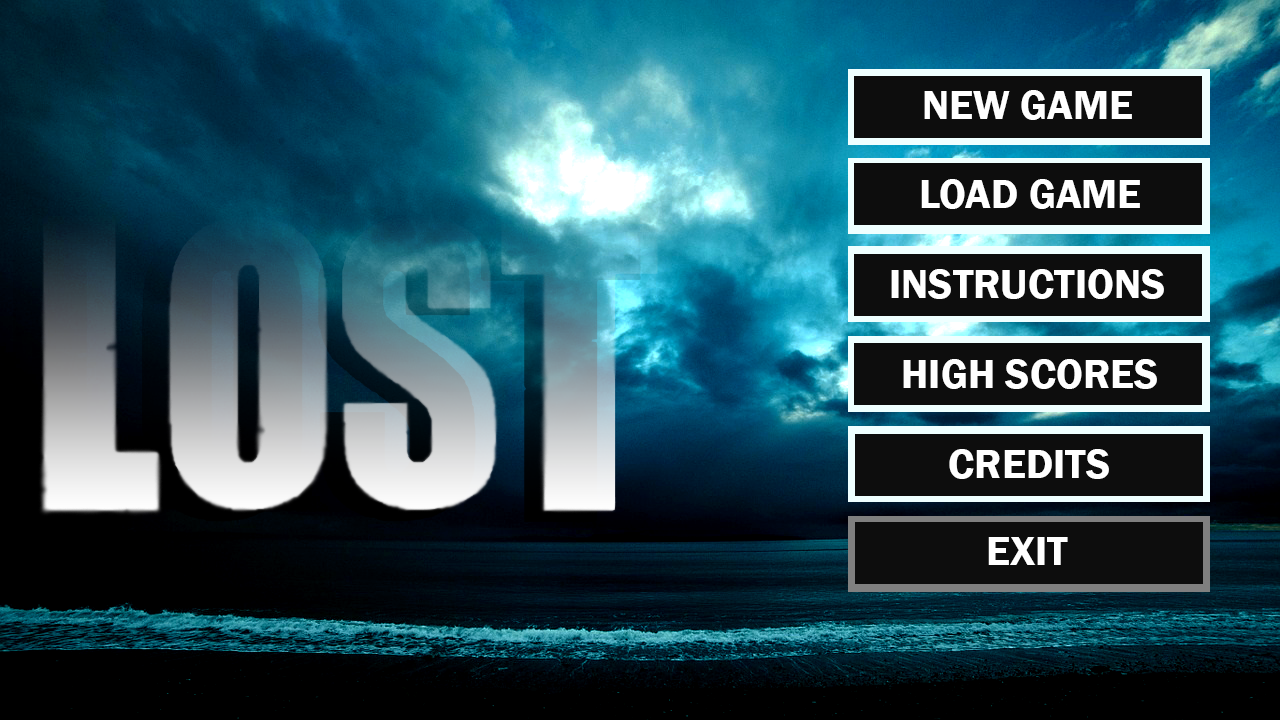 LOST
NEW GAME
LOAD GAME
INSTRUCTIONS
HIGH SCORES
CREDITS
EXIT